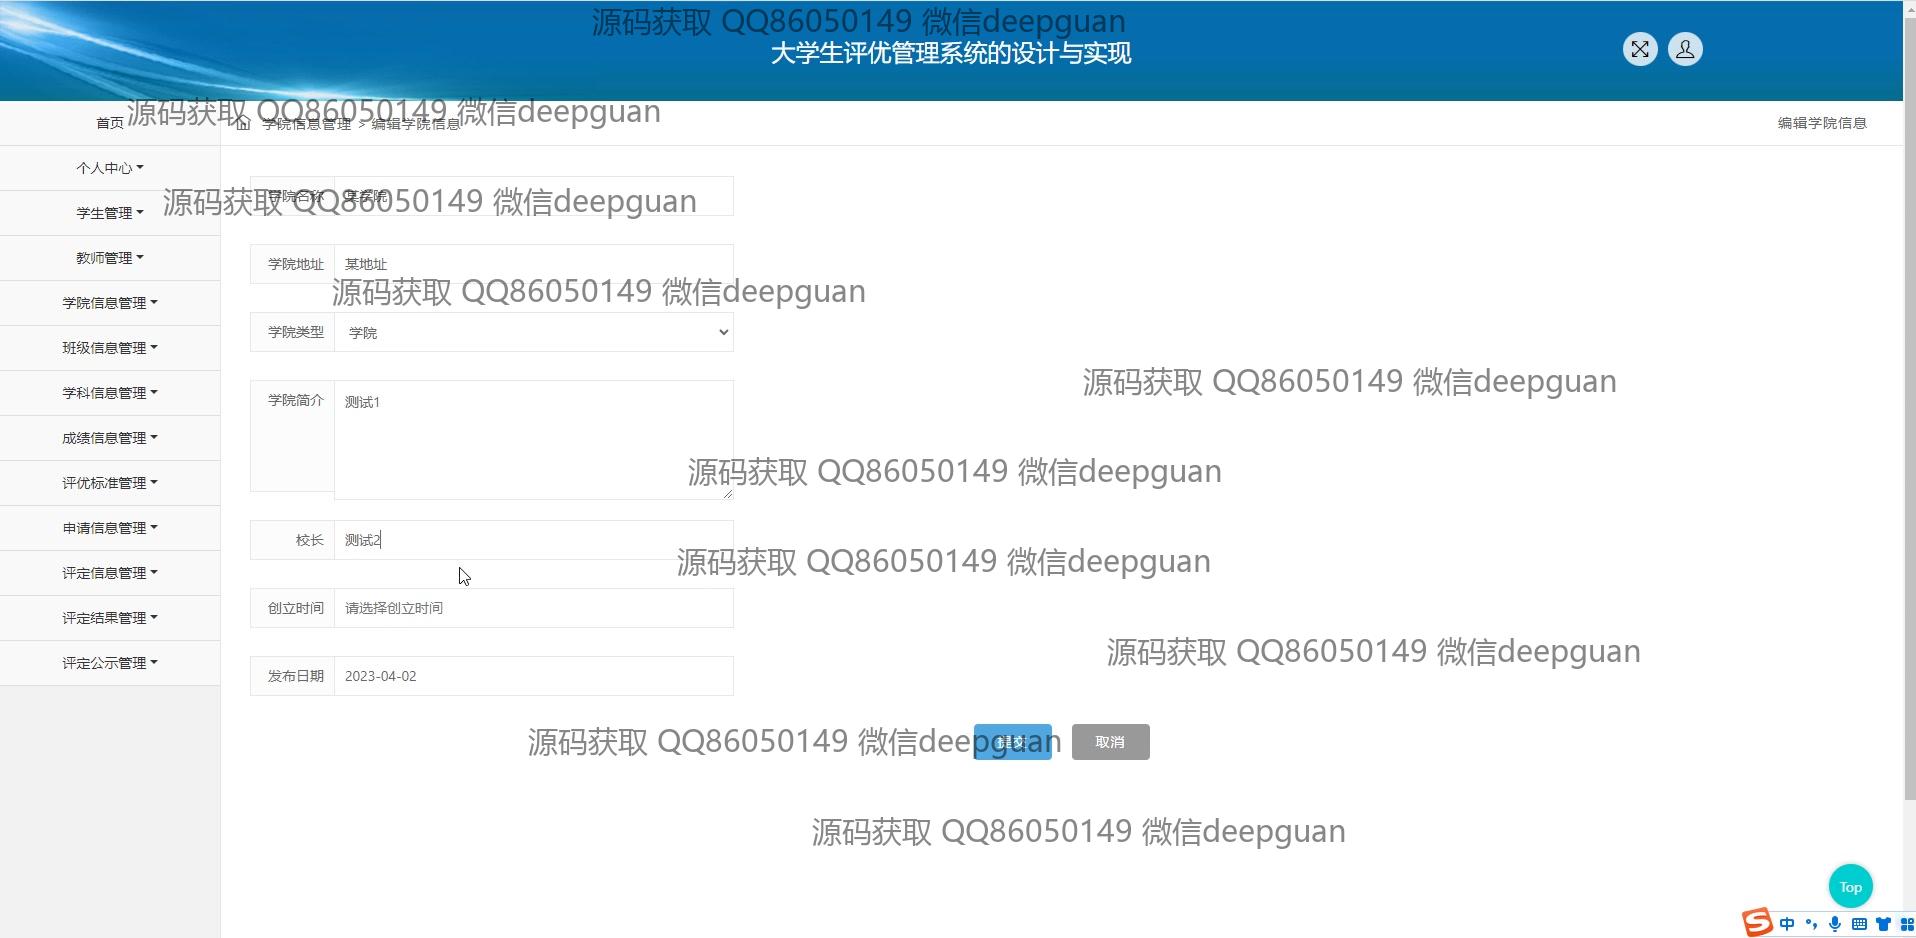 源码获取 QQ86050149 微信deepguan
大学生评优管理系统的设计与实现
源码获取 QQ86050149 微信deepguan
首页
学院信息管理 > 编辑学院信息
编辑学院信息
个人中心
学院名称 某学院
源码获取 QQ86050149 微信deepguan
学生管理
教师管理
学院地址 某地址
源码获取 QQ86050149 微信deepguan
学院信息管理
学院类型 学院
班级信息管理
源码获取 QQ86050149 微信deepguan
学科信息管理
学院简介 测试1
成绩信息管理
源码获取 QQ86050149 微信deepguan
评优标准管理
申请信息管理
校长 测试2
源码获取 QQ86050149 微信deepguan
评定信息管理
创立时间 请选择创立时间
评定结果管理
源码获取 QQ86050149 微信deepguan
评定公示管理
发布日期 2023-04-02
源码获取 QQ86050149 微信deepguan
提交
取消
源码获取 QQ86050149 微信deepguan
Top
S 中